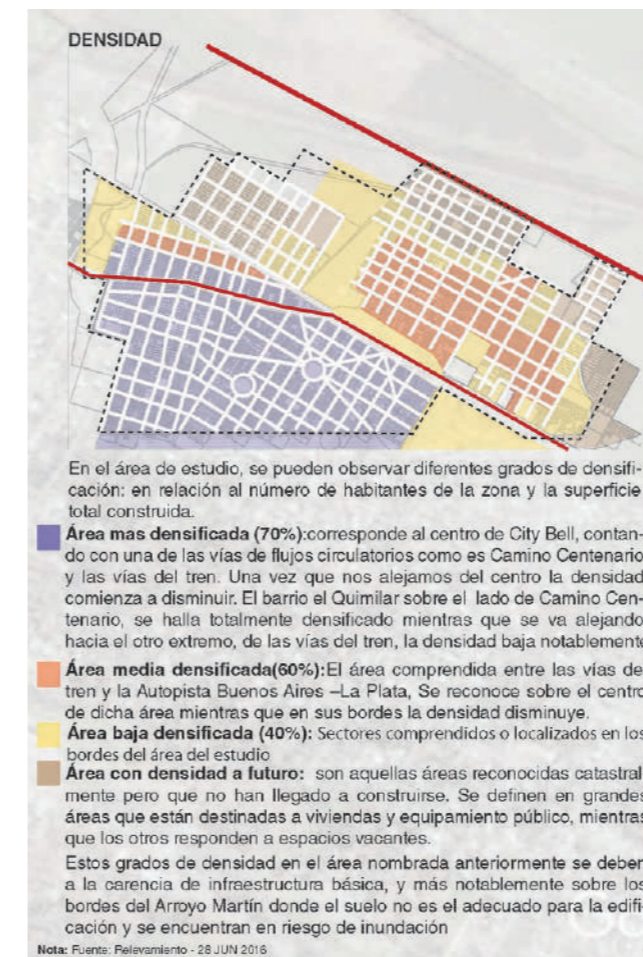 DENSIDAD
En el área de estudio, se pueden observar diferentes grados de densifi-
cación: en relación al número de habitantes de la zona y la superficie
total construida.
Área mas densificada (70%):corresponde al centro de City Bell, contan-
do con una de las vías de flujos circulatorios como es Camino Centenario
y las vías del tren. Una vez que nos alejamos del centro la densidad
comienza a disminuir. El barrio el Quimilar sobre el lado de Camino Cen-
tenario, se halla totalmente densificado mientras que se va alejando
hacia el otro extremo, de las vías del tren, la densidad baja notablemente
Área media densificada(60%):El área comprendida entre las vías de
tren y la Autopista Buenos Aires –La Plata, Se reconoce sobre el centro
de dicha área mientras que en sus bordes la densidad disminuye.
Área baja densificada (40%): Sectores comprendidos o localizados en los
bordes del área del estudio
Área con densidad a futuro: son aquellas áreas reconocidas catastral
mente pero que no han llegado a construirse. Se definen en grandes
áreas que están destinadas a viviendas y equipamiento público, mientras
que los otros responden a espacios vacantes.
Estos grados de densidad en el área nombrada anteriormente se deben
a la carencia de infraestructura básica, y más notablemente sobre los
bordes del Arroyo Martín donde el suelo no es el adecuado para la edifi-
cación y se encuentran en riesgo de inundación
Nota: Fuente: Relevamiento - 28 JUN 2016